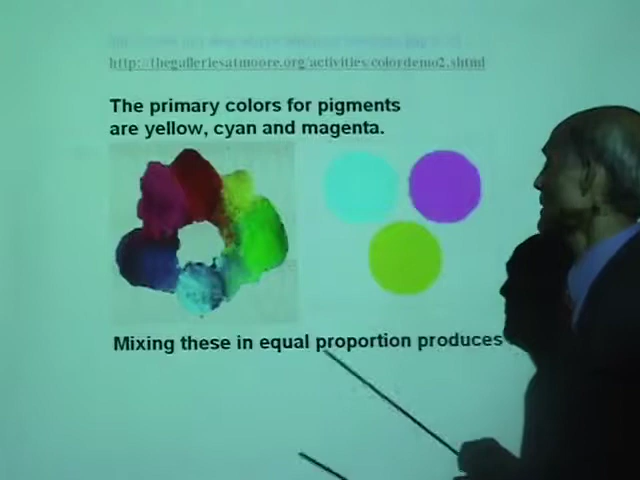 http://thegalleriesatmoore.org/activities/colordemo2.shtml
The primary colors for pigments
are yellow, cyan and magenta.
Mixing these in equal proportion produces